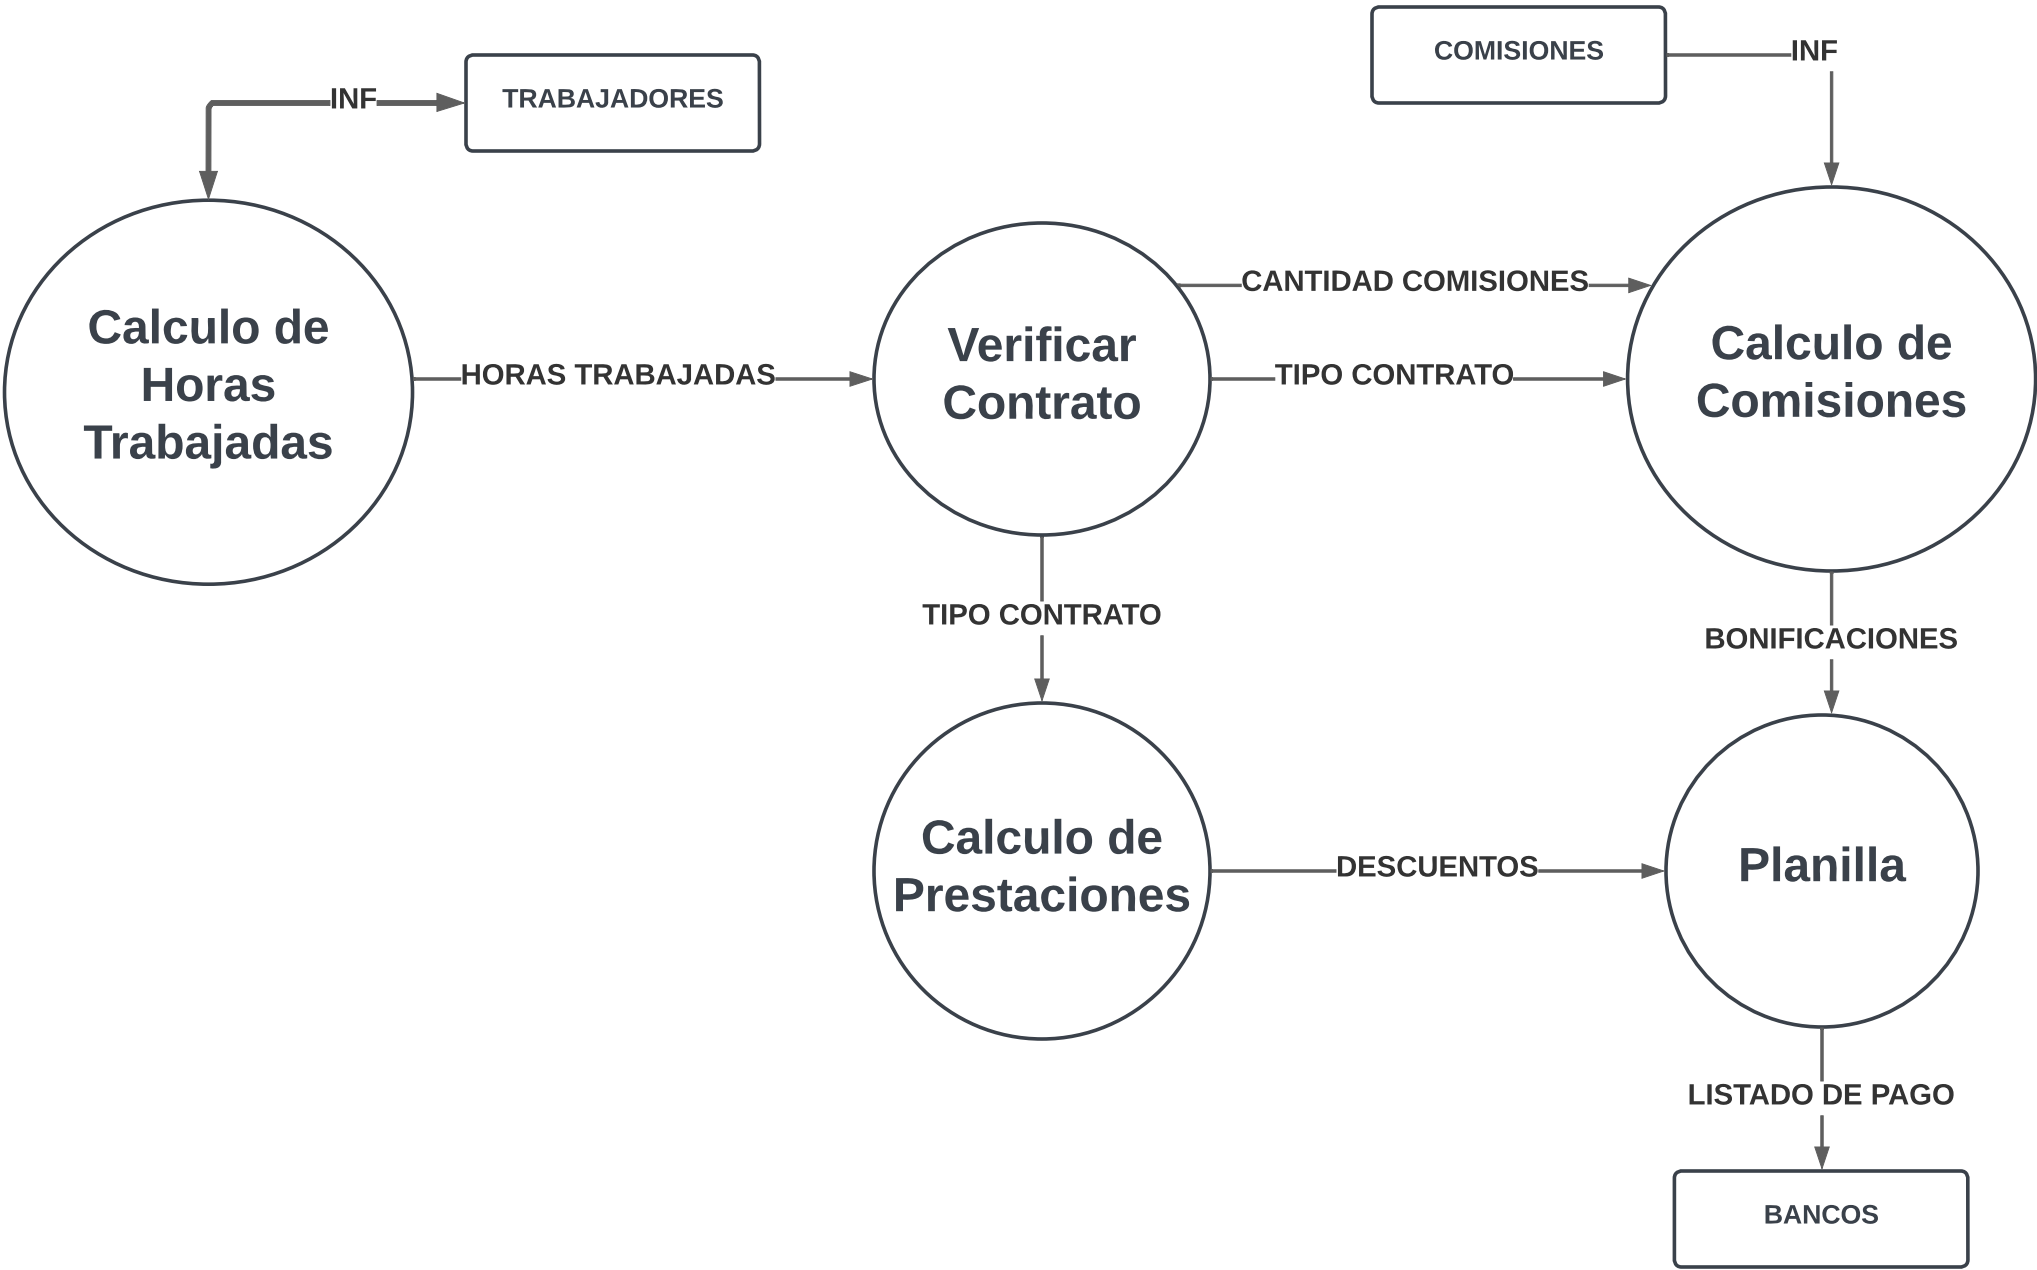 COMISIONES
INF
INF
TRABAJADORES
Calculo de
Horas
Trabajadas
HORAS TRABAJADAS
Verificar
Contrato
CANTIDAD COMISIONES
TIPO CONTRATO
Calculo de
Comisiones
TIPO CONTRATO
BONIFICACIONES
Calculo de
Prestaciones
DESCUENTOS
Planilla
LISTADO DE PAGO
BANCOS